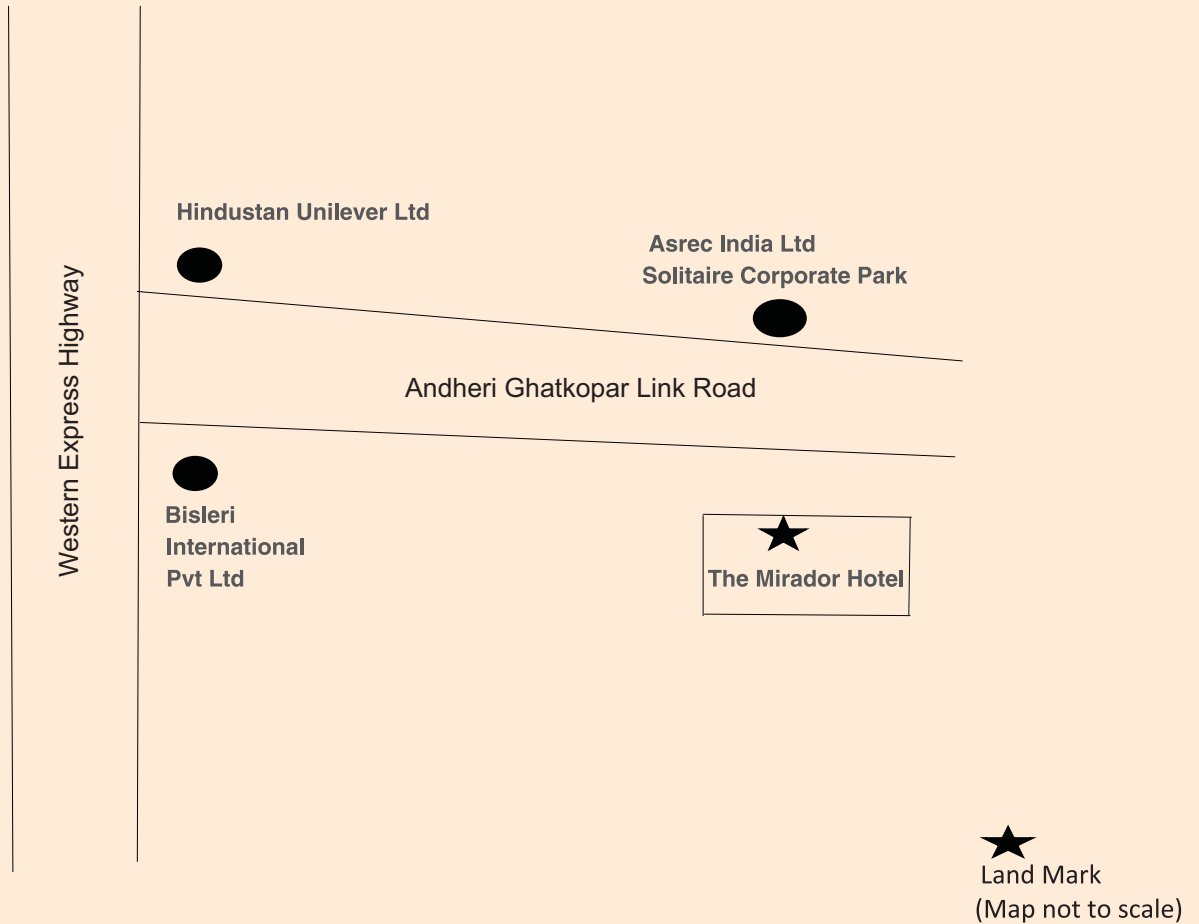 Hindustan Unilever Ltd
Asrec India Ltd
Solitaire Corporate Park
Western Express Highway
Andheri Ghatkopar Link Road
Bisleri
International
Pvt Ltd
The Mirador Hotel
Land Mark
(Map not to scale)